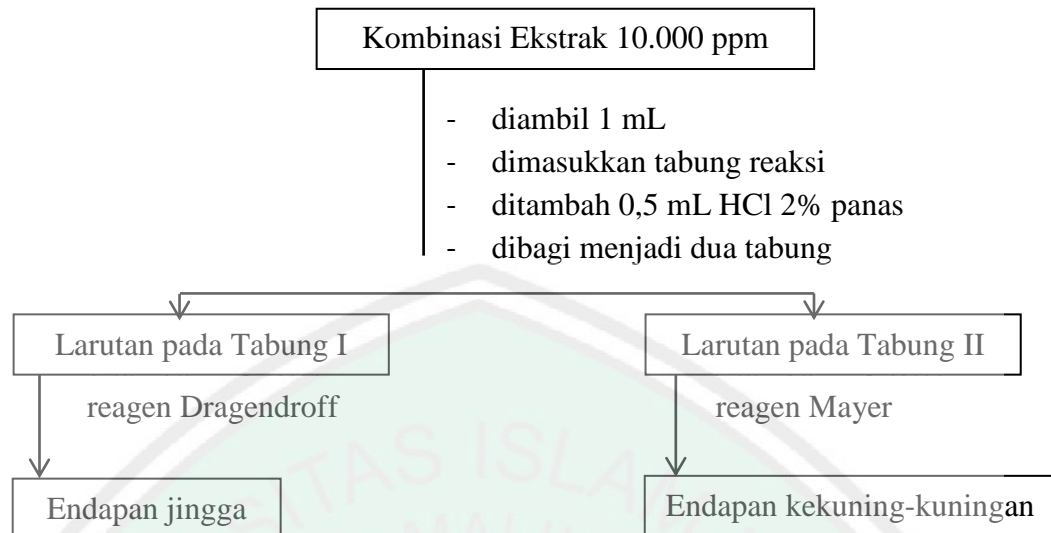 Kombinasi Ekstrak 10.000 ppm
- diambil 1 mL
- dimasukkan tabung reaksi
- ditambah 0,5 mL HCl 2% panas
- dibagi menjadi dua tabung
Larutan pada Tabung I
Larutan pada Tabung II
reagen Dragendroff
reagen Mayer
Endapan jingga
Endapan kekuning-kuningan